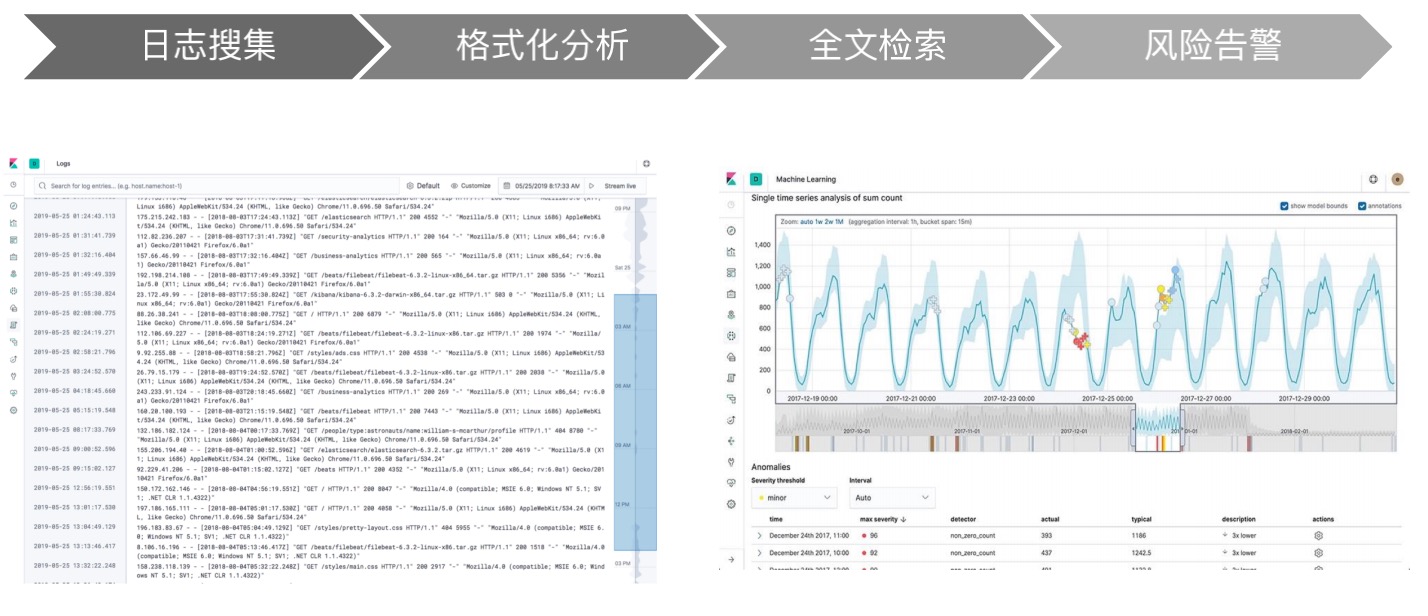 日志搜集
格式化分析
全文检索
风险告警
D
Logs
Search for log entries... (e.g. host.name:host-1)
Default
Customize
05/25/2019 8:17:33 AM
Stream live
2019-05-25 01:24:43.113
Linux i686) AppleWebKit/534.24 (KHTML, like Gecko) Chrome/11.0.696.50 Safari/534.24"
175.215.242.183 - - [2018-08-03T17:24:43.113Z] "GET /elasticsearch HTTP/1.1" 200 4552 "-" "Mozilla/5.0 (X11; Linux i686) AppleWebKi
t/534.24 (KHTML, like Gecko) Chrome/11.0.696.50 Safari/534.24"
2019-05-25 01:31:41.739
112.82.236.207 - - [2018-08-03T17:31:41.739Z] "GET /security-analytics HTTP/1.1" 200 164 "-" "Mozilla/5.0 (X11; Linux x86_64; rv:6.0
a1) Gecko/20110421 Firefox/6.0a1"
2019-05-25 01:32:16.404
157.66.46.99 - - [2018-08-03T17:32:16.404Z] "GET /business-analytics HTTP/1.1" 200 565 "-" "Mozilla/5.0 (X11; Linux x86_64; rv:6.0a
1) Gecko/20110421 Firefox/6.0a1"
2019-05-25 01:49:49.339
192.198.214.108 - - [2018-08-03T17:49:49.339Z] "GET /beats/filebeat/filebeat-6.3.2-linux-x86_64.tar.gz HTTP/1.1" 200 5356 "-" "Mozil
la/5.0 (X11; Linux x86_64; rv:6.0a1) Gecko/20110421 Firefox/6.0a1"
2019-05-25 01:55:30.824
23.172.49.99 - - [2018-08-03T17:55:30.824Z] "GET /kibana/kibana-6.3.2-darwin-x86_64.tar.gz HTTP/1.1" 503 0 "-" "Mozilla/5.0 (X11; Li
nux x86_64; rv:6.0a1) Gecko/20110421 Firefox/6.0a1"
2019-05-25 02:08:00.775
88.26.38.241 - - [2018-08-03T18:08:00.775Z] "GET / HTTP/1.1" 200 6879 "-" "Mozilla/5.0 (X11; Linux i686) AppleWebKit/534.24 (KHTML,
like Gecko) Chrome/11.0.696.50 Safari/534.24"
2019-05-25 02:24:19.271
112.106.69.227 - - [2018-08-03T18:24:19.271Z] "GET /beats/filebeat/filebeat-6.3.2-linux-x86.tar.gz HTTP/1.1" 200 1974 "-" "Mozilla/
5.0 (X11; Linux x86_64; rv:6.0a1) Gecko/20110421 Firefox/6.0a1"
2019-05-25 02:58:21.796
9.92.255.88 - - [2018-08-03T18:58:21.796Z] "GET /styles/ads.css HTTP/1.1" 200 4538 "-" "Mozilla/5.0 (X11; Linux i686) AppleWebKit/53
4.24 (KHTML, like Gecko) Chrome/11.0.696.50 Safari/534.24"
2019-05-25 03:24:52.570
26.79.15.179 - - [2018-08-03T19:24:52.570Z] "GET /beats/filebeat/filebeat-6.3.2-linux-x86.tar.gz HTTP/1.1" 200 2038 "-" "Mozilla/5.0
(X11; Linux i686) AppleWebKit/534.24 (KHTML, like Gecko) Chrome/11.0.696.50 Safari/534.24"
2019-05-25 04:18:45.660
243.233.91.124 - - [2018-08-03T20:18:45.660Z] "GET /business-analytics HTTP/1.1" 200 269 "-" "Mozilla/5.0 (X11; Linux x86_64; rv:6.0
a1) Gecko/20110421 Firefox/6.0a1"
2019-05-25 05:15:19.548
160.20.100.193 - - [2018-08-03T21:15:19.548Z] "GET /beats/filebeat HTTP/1.1" 200 7443 "-" "Mozilla/5.0 (X11; Linux i686) AppleWebKi
t/534.24 (KHTML, like Gecko) Chrome/11.0.696.50 Safari/534.24"
2019-05-25 08:17:33.769
132.186.182.124 - - [2018-08-04T00:17:33.769Z] "GET /people/type:astronauts/name:william-s-mcarthur/profile HTTP/1.1" 404 8780 "-"
"Mozilla/5.0 (X11; Linux i686) AppleWebKit/534.24 (KHTML, like Gecko) Chrome/11.0.696.50 Safari/534.24"
2019-05-25 09:00:52.596
155.206.194.40 - - [2018-08-04T01:00:52.596Z] "GET /elasticsearch/elasticsearch-6.3.2.tar.gz HTTP/1.1" 200 4619 "-" "Mozilla/5.0 (X1
1; Linux i686) AppleWebKit/534.24 (KHTML, like Gecko) Chrome/11.0.696.50 Safari/534.24"
2019-05-25 09:15:02.127
92.229.41.206 - - [2018-08-04T01:15:02.127Z] "GET /beats HTTP/1.1" 200 4352 "-" "Mozilla/5.0 (X11; Linux x86_64; rv:6.0a1) Gecko/201
10421 Firefox/6.0a1"
2019-05-25 12:56:19.551
150.172.162.146 - - [2018-08-04T04:56:19.551Z] "GET / HTTP/1.1" 200 8047 "-" "Mozilla/4.0 (compatible; MSIE 6.0; Windows NT 5.1; SV
1; .NET CLR 1.1.4322)"
2019-05-25 13:01:17.530
197.186.165.111 - - [2018-08-04T05:01:17.530Z] "GET / HTTP/1.1" 200 4058 "-" "Mozilla/5.0 (X11; Linux i686) AppleWebKit/534.24 (KHTM
L, like Gecko) Chrome/11.0.696.50 Safari/534.24"
2019-05-25 13:04:49.129
196.183.83.67 - - [2018-08-04T05:04:49.129Z] "GET /styles/pretty-layout.css HTTP/1.1" 404 5955 "-" "Mozilla/4.0 (compatible; MSIE 6.
0; Windows NT 5.1; SV1; .NET CLR 1.1.4322)"
2019-05-25 13:13:46.417
8.106.16.196 - - [2018-08-04T05:13:46.417Z] "GET /beats/filebeat/filebeat-6.3.2-linux-x86.tar.gz HTTP/1.1" 200 1518 "-" "Mozilla/4.0
(compatible; MSIE 6.0; Windows NT 5.1; SV1; .NET CLR 1.1.4322)"
2019-05-25 13:32:22.248
158.238.118.139 - - [2018-08-04T05:32:22.248Z] "GET /styles/main.css HTTP/1.1" 200 2917 "-" "Mozilla/4.0 (compatible; MSIE 6.0; Wind
ows NT 5.1; SV1; .NET CLR 1.1.4322)"
09 PM
Sat 25
03 AM
06 AM
09 AM
12 PM
03 PM
D
Machine Learning
e
Single time series analysis of sum count
show model bounds
annotations
Zoom: auto 1w 2w 1M (aggregation interval: 1h, bucket span: 15m)
1,400
1,200
1,000
800
600
400
200
0
2017-12-19 00:00
2017-12-21 00:00
2017-12-23 00:00
2017-12-25 00:00
2017-12-27 00:00
2017-12-29 00:00
2017-10-01
2017-11-01
2017-12-01
2018-02-01
Anomalies
Severity threshold
Interval
minor
Auto
time
max severity
detector
actual
typical
description
actions
December 24th 2017, 11:00
96
non_zero_count
393
1186
3x lower
December 24th 2017, 10:00
92
non_zero_count
437
1242.5
3x lower